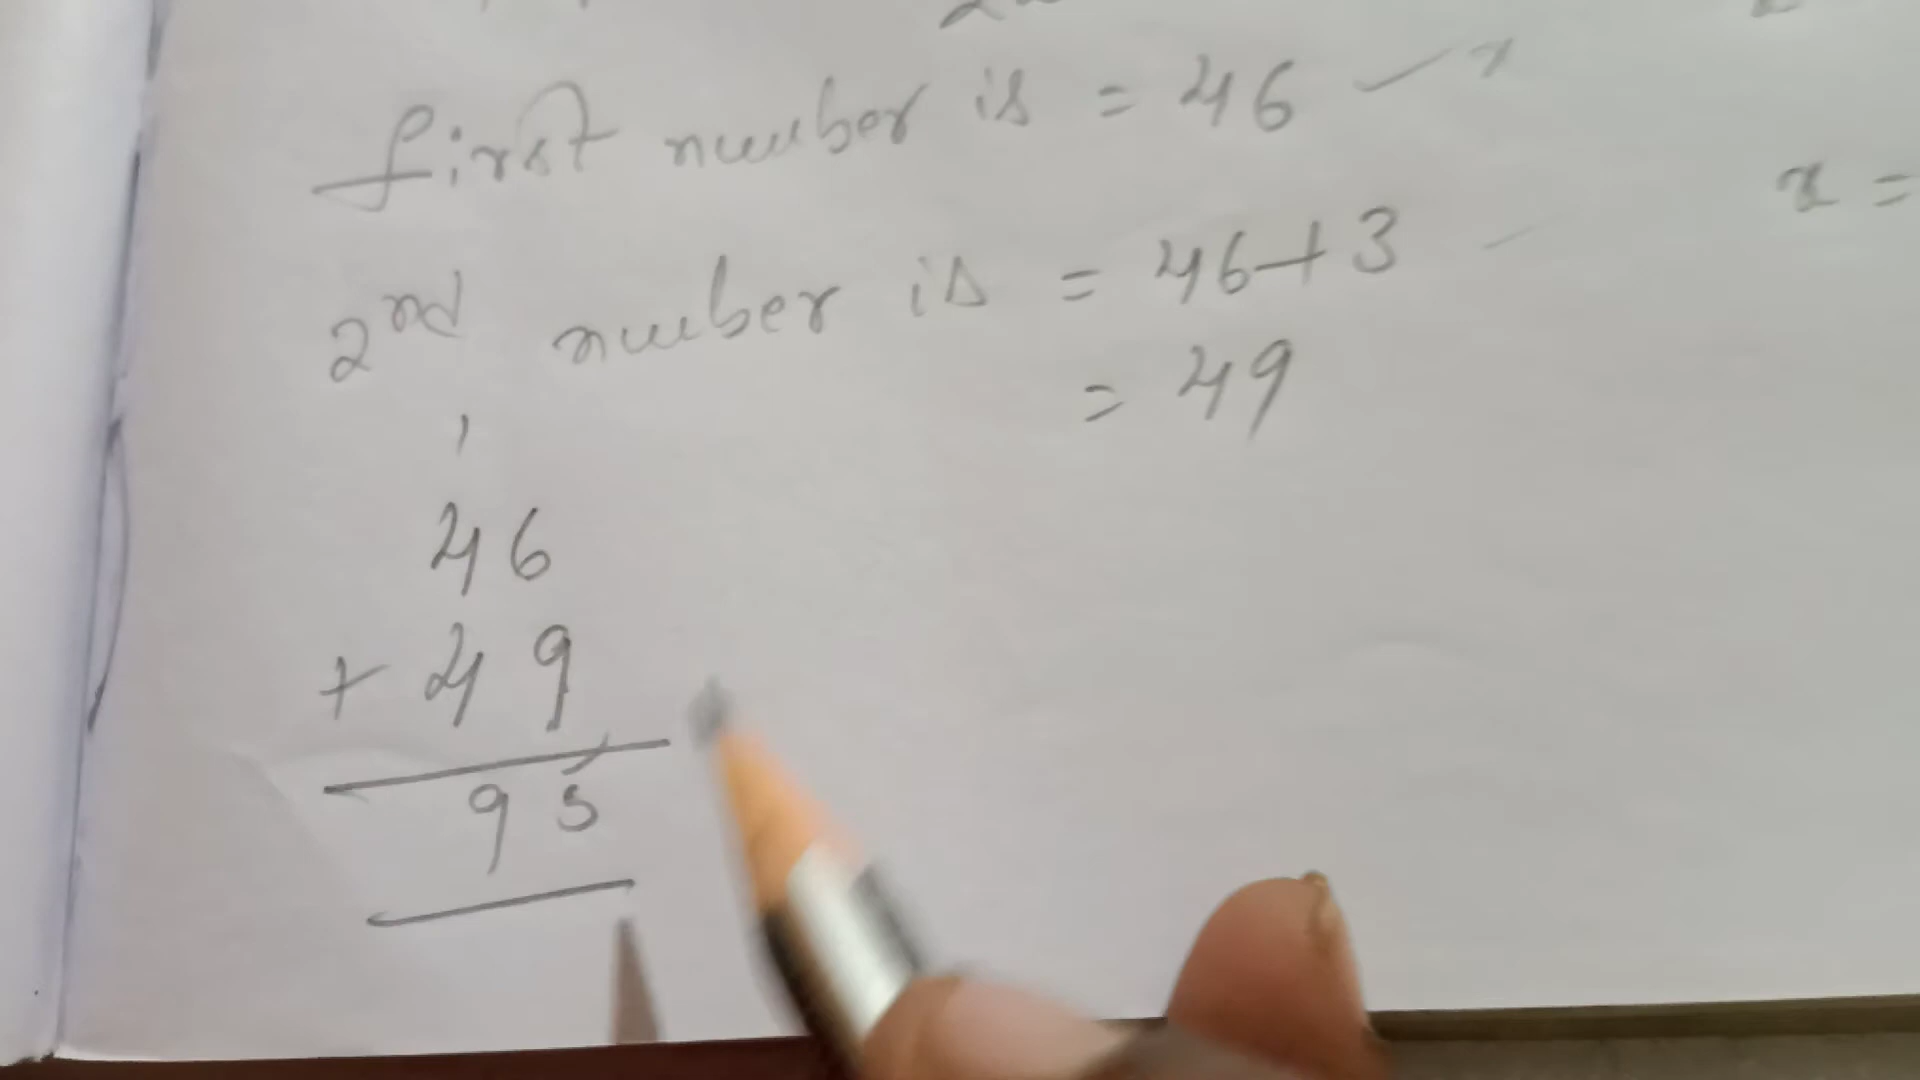 first number is = 46 – x
x =
2nd number is = 46+3
= 49
1
46
+ 49
95